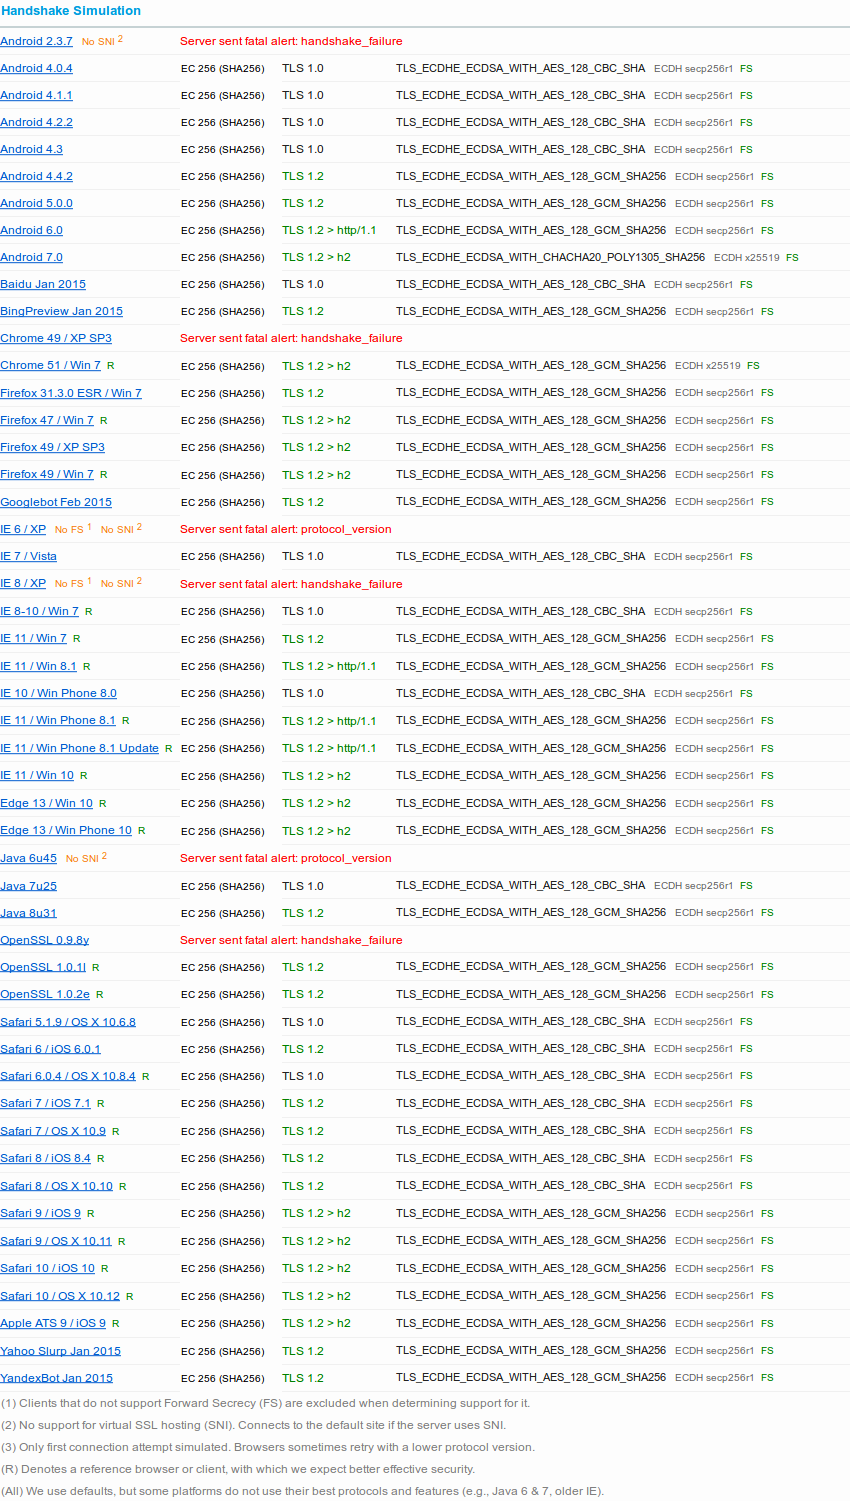 Handshake Simulation
Android 2.3.7 No SNI 2 Server sent fatal alert: handshake_failure
Android 4.0.4 EC 256 (SHA256) TLS 1.0 TLS_ECDHE_ECDSA_WITH_AES_128_CBC_SHA ECDH secp256r1 FS
Android 4.1.1 EC 256 (SHA256) TLS 1.0 TLS_ECDHE_ECDSA_WITH_AES_128_CBC_SHA ECDH secp256r1 FS
Android 4.2.2 EC 256 (SHA256) TLS 1.0 TLS_ECDHE_ECDSA_WITH_AES_128_CBC_SHA ECDH secp256r1 FS
Android 4.3 EC 256 (SHA256) TLS 1.0 TLS_ECDHE_ECDSA_WITH_AES_128_CBC_SHA ECDH secp256r1 FS
Android 4.4.2 EC 256 (SHA256) TLS 1.2 TLS_ECDHE_ECDSA_WITH_AES_128_GCM_SHA256 ECDH secp256r1 FS
Android 5.0.0 EC 256 (SHA256) TLS 1.2 TLS_ECDHE_ECDSA_WITH_AES_128_GCM_SHA256 ECDH secp256r1 FS
Android 6.0 EC 256 (SHA256) TLS 1.2 > http/1.1 TLS_ECDHE_ECDSA_WITH_AES_128_GCM_SHA256 ECDH secp256r1 FS
Android 7.0 EC 256 (SHA256) TLS 1.2 > h2 TLS_ECDHE_ECDSA_WITH_CHACHA20_POLY1305_SHA256 ECDH x25519 FS
Baidu Jan 2015 EC 256 (SHA256) TLS 1.0 TLS_ECDHE_ECDSA_WITH_AES_128_CBC_SHA ECDH secp256r1 FS
BingPreview Jan 2015 EC 256 (SHA256) TLS 1.2 TLS_ECDHE_ECDSA_WITH_AES_128_GCM_SHA256 ECDH secp256r1 FS
Chrome 49 / XP SP3 Server sent fatal alert: handshake_failure
Chrome 51 / Win 7 R EC 256 (SHA256) TLS 1.2 > h2 TLS_ECDHE_ECDSA_WITH_AES_128_GCM_SHA256 ECDH x25519 FS
Firefox 31.3.0 ESR / Win 7 EC 256 (SHA256) TLS 1.2 TLS_ECDHE_ECDSA_WITH_AES_128_GCM_SHA256 ECDH secp256r1 FS
Firefox 47 / Win 7 R EC 256 (SHA256) TLS 1.2 > h2 TLS_ECDHE_ECDSA_WITH_AES_128_GCM_SHA256 ECDH secp256r1 FS
Firefox 49 / XP SP3 EC 256 (SHA256) TLS 1.2 > h2 TLS_ECDHE_ECDSA_WITH_AES_128_GCM_SHA256 ECDH secp256r1 FS
Firefox 49 / Win 7 R EC 256 (SHA256) TLS 1.2 > h2 TLS_ECDHE_ECDSA_WITH_AES_128_GCM_SHA256 ECDH secp256r1 FS
Googlebot Feb 2015 EC 256 (SHA256) TLS 1.2 TLS_ECDHE_ECDSA_WITH_AES_128_GCM_SHA256 ECDH secp256r1 FS
IE 6 / XP No FS 1 No SNI 2 Server sent fatal alert: protocol_version
IE 7 / Vista EC 256 (SHA256) TLS 1.0 TLS_ECDHE_ECDSA_WITH_AES_128_CBC_SHA ECDH secp256r1 FS
IE 8 / XP No FS 1 No SNI 2 Server sent fatal alert: handshake_failure
IE 8-10 / Win 7 R EC 256 (SHA256) TLS 1.0 TLS_ECDHE_ECDSA_WITH_AES_128_CBC_SHA ECDH secp256r1 FS
IE 11 / Win 7 R EC 256 (SHA256) TLS 1.2 TLS_ECDHE_ECDSA_WITH_AES_128_GCM_SHA256 ECDH secp256r1 FS
IE 11 / Win 8.1 R EC 256 (SHA256) TLS 1.2 > http/1.1 TLS_ECDHE_ECDSA_WITH_AES_128_GCM_SHA256 ECDH secp256r1 FS
IE 10 / Win Phone 8.0 EC 256 (SHA256) TLS 1.0 TLS_ECDHE_ECDSA_WITH_AES_128_CBC_SHA ECDH secp256r1 FS
IE 11 / Win Phone 8.1 R EC 256 (SHA256) TLS 1.2 > http/1.1 TLS_ECDHE_ECDSA_WITH_AES_128_GCM_SHA256 ECDH secp256r1 FS
IE 11 / Win Phone 8.1 Update R EC 256 (SHA256) TLS 1.2 > http/1.1 TLS_ECDHE_ECDSA_WITH_AES_128_GCM_SHA256 ECDH secp256r1 FS
IE 11 / Win 10 R EC 256 (SHA256) TLS 1.2 > h2 TLS_ECDHE_ECDSA_WITH_AES_128_GCM_SHA256 ECDH secp256r1 FS
Edge 13 / Win 10 R EC 256 (SHA256) TLS 1.2 > h2 TLS_ECDHE_ECDSA_WITH_AES_128_GCM_SHA256 ECDH secp256r1 FS
Edge 13 / Win Phone 10 R EC 256 (SHA256) TLS 1.2 > h2 TLS_ECDHE_ECDSA_WITH_AES_128_GCM_SHA256 ECDH secp256r1 FS
Java 6u45 No SNI 2 Server sent fatal alert: protocol_version
Java 7u25 EC 256 (SHA256) TLS 1.0 TLS_ECDHE_ECDSA_WITH_AES_128_CBC_SHA ECDH secp256r1 FS
Java 8u31 EC 256 (SHA256) TLS 1.2 TLS_ECDHE_ECDSA_WITH_AES_128_GCM_SHA256 ECDH secp256r1 FS
OpenSSL 0.9.8y Server sent fatal alert: handshake_failure
OpenSSL 1.0.1l R EC 256 (SHA256) TLS 1.2 TLS_ECDHE_ECDSA_WITH_AES_128_GCM_SHA256 ECDH secp256r1 FS
OpenSSL 1.0.2e R EC 256 (SHA256) TLS 1.2 TLS_ECDHE_ECDSA_WITH_AES_128_GCM_SHA256 ECDH secp256r1 FS
Safari 5.1.9 / OS X 10.6.8 EC 256 (SHA256) TLS 1.0 TLS_ECDHE_ECDSA_WITH_AES_128_CBC_SHA ECDH secp256r1 FS
Safari 6 / iOS 6.0.1 EC 256 (SHA256) TLS 1.2 TLS_ECDHE_ECDSA_WITH_AES_128_CBC_SHA ECDH secp256r1 FS
Safari 6.0.4 / OS X 10.8.4 R EC 256 (SHA256) TLS 1.0 TLS_ECDHE_ECDSA_WITH_AES_128_CBC_SHA ECDH secp256r1 FS
Safari 7 / iOS 7.1 R EC 256 (SHA256) TLS 1.2 TLS_ECDHE_ECDSA_WITH_AES_128_CBC_SHA ECDH secp256r1 FS
Safari 7 / OS X 10.9 R EC 256 (SHA256) TLS 1.2 TLS_ECDHE_ECDSA_WITH_AES_128_CBC_SHA ECDH secp256r1 FS
Safari 8 / iOS 8.4 R EC 256 (SHA256) TLS 1.2 TLS_ECDHE_ECDSA_WITH_AES_128_CBC_SHA ECDH secp256r1 FS
Safari 8 / OS X 10.10 R EC 256 (SHA256) TLS 1.2 TLS_ECDHE_ECDSA_WITH_AES_128_CBC_SHA ECDH secp256r1 FS
Safari 9 / iOS 9 R EC 256 (SHA256) TLS 1.2 > h2 TLS_ECDHE_ECDSA_WITH_AES_128_GCM_SHA256 ECDH secp256r1 FS
Safari 9 / OS X 10.11 R EC 256 (SHA256) TLS 1.2 > h2 TLS_ECDHE_ECDSA_WITH_AES_128_GCM_SHA256 ECDH secp256r1 FS
Safari 10 / iOS 10 R EC 256 (SHA256) TLS 1.2 > h2 TLS_ECDHE_ECDSA_WITH_AES_128_GCM_SHA256 ECDH secp256r1 FS
Safari 10 / OS X 10.12 R EC 256 (SHA256) TLS 1.2 > h2 TLS_ECDHE_ECDSA_WITH_AES_128_GCM_SHA256 ECDH secp256r1 FS
Apple ATS 9 / iOS 9 R EC 256 (SHA256) TLS 1.2 > h2 TLS_ECDHE_ECDSA_WITH_AES_128_GCM_SHA256 ECDH secp256r1 FS
Yahoo Slurp Jan 2015 EC 256 (SHA256) TLS 1.2 TLS_ECDHE_ECDSA_WITH_AES_128_GCM_SHA256 ECDH secp256r1 FS
YandexBot Jan 2015 EC 256 (SHA256) TLS 1.2 TLS_ECDHE_ECDSA_WITH_AES_128_GCM_SHA256 ECDH secp256r1 FS
(1) Clients that do not support Forward Secrecy (FS) are excluded when determining support for it.
(2) No support for virtual SSL hosting (SNI). Connects to the default site if the server uses SNI.
(3) Only first connection attempt simulated. Browsers sometimes retry with a lower protocol version.
(R) Denotes a reference browser or client, with which we expect better effective security.
(All) We use defaults, but some platforms do not use their best protocols and features (e.g., Java 6 & 7, older IE).